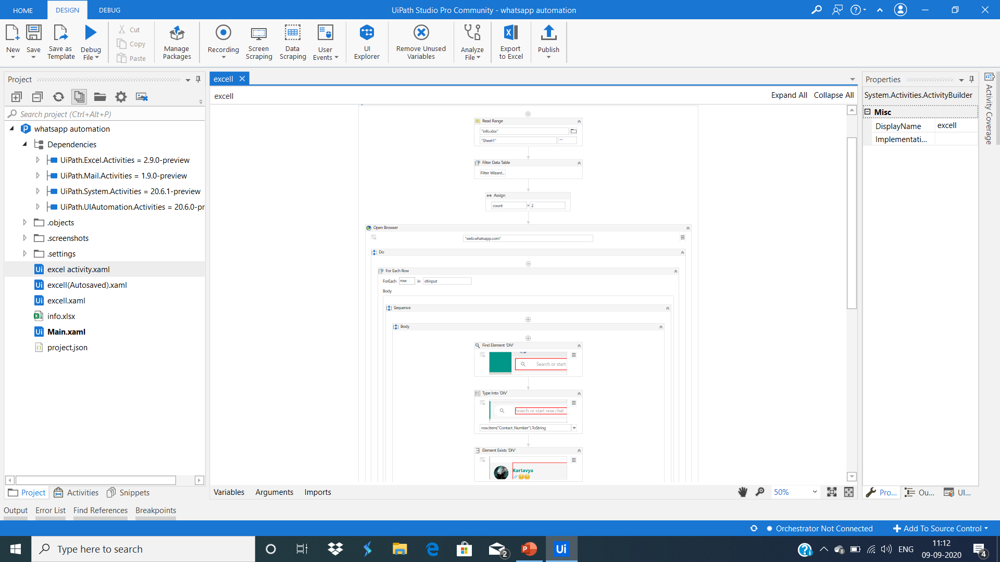 HOME DESIGN DEBUG
UiPath Studio Pro Community - whatsapp automation
New
Save
Save as Template
Debug File
Cut
Copy
Paste
Manage Packages
Recording
Screen Scraping
Data Scraping
User Events
UI Explorer
Remove Unused Variables
Analyze File
Export to Excel
Publish
Project
Search project (Ctrl+Alt+P)
whatsapp automation
Dependencies
UiPath.Excel.Activities = 2.9.0-preview
UiPath.Mail.Activities = 1.9.0-preview
UiPath.System.Activities = 20.6.1-preview
UiPath.UIAutomation.Activities = 20.6.0-pr
.objects
.screenshots
.settings
excel activity.xaml
excell(Autosaved).xaml
excell.xaml
info.xlsx
Main.xaml
project.json
Project Activities Snippets
excell
excell
Expand All Collapse All
Read Range
"info.xlsx"
"Sheet1" ""
Filter Data Table
Filter Wizard...
A+B Assign
count = 2
Open Browser
"web.whatsapp.com"
Do
For Each Row
ForEach row in dtinput
Body
Sequence
Body
Find Element 'DIV'
Search or start
Type Into 'DIV'
Search or start new chat
row.Item("Contact_Number").ToString
Element Exists 'DIV'
Kartavya
Variables Arguments Imports
50%
Properties
System.Activities.ActivityBuilder
Misc
DisplayName excell
Implementati...
Pro... Ou... UI...
Activity Coverage
Output Error List Find References Breakpoints
Orchestrator Not Connected
Add To Source Control
Type here to search
2
Ui
ENG
11:12
09-09-2020
4